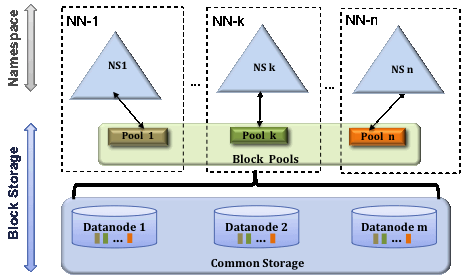 NN-1
NN-k
NN-n
Namespace
NS1
NS k
NS n
...
...
Pool 1
Pool k
Pool n
Block Pools
Block Storage
Datanode 1
Datanode 2
Datanode m
...
...
...
Common Storage